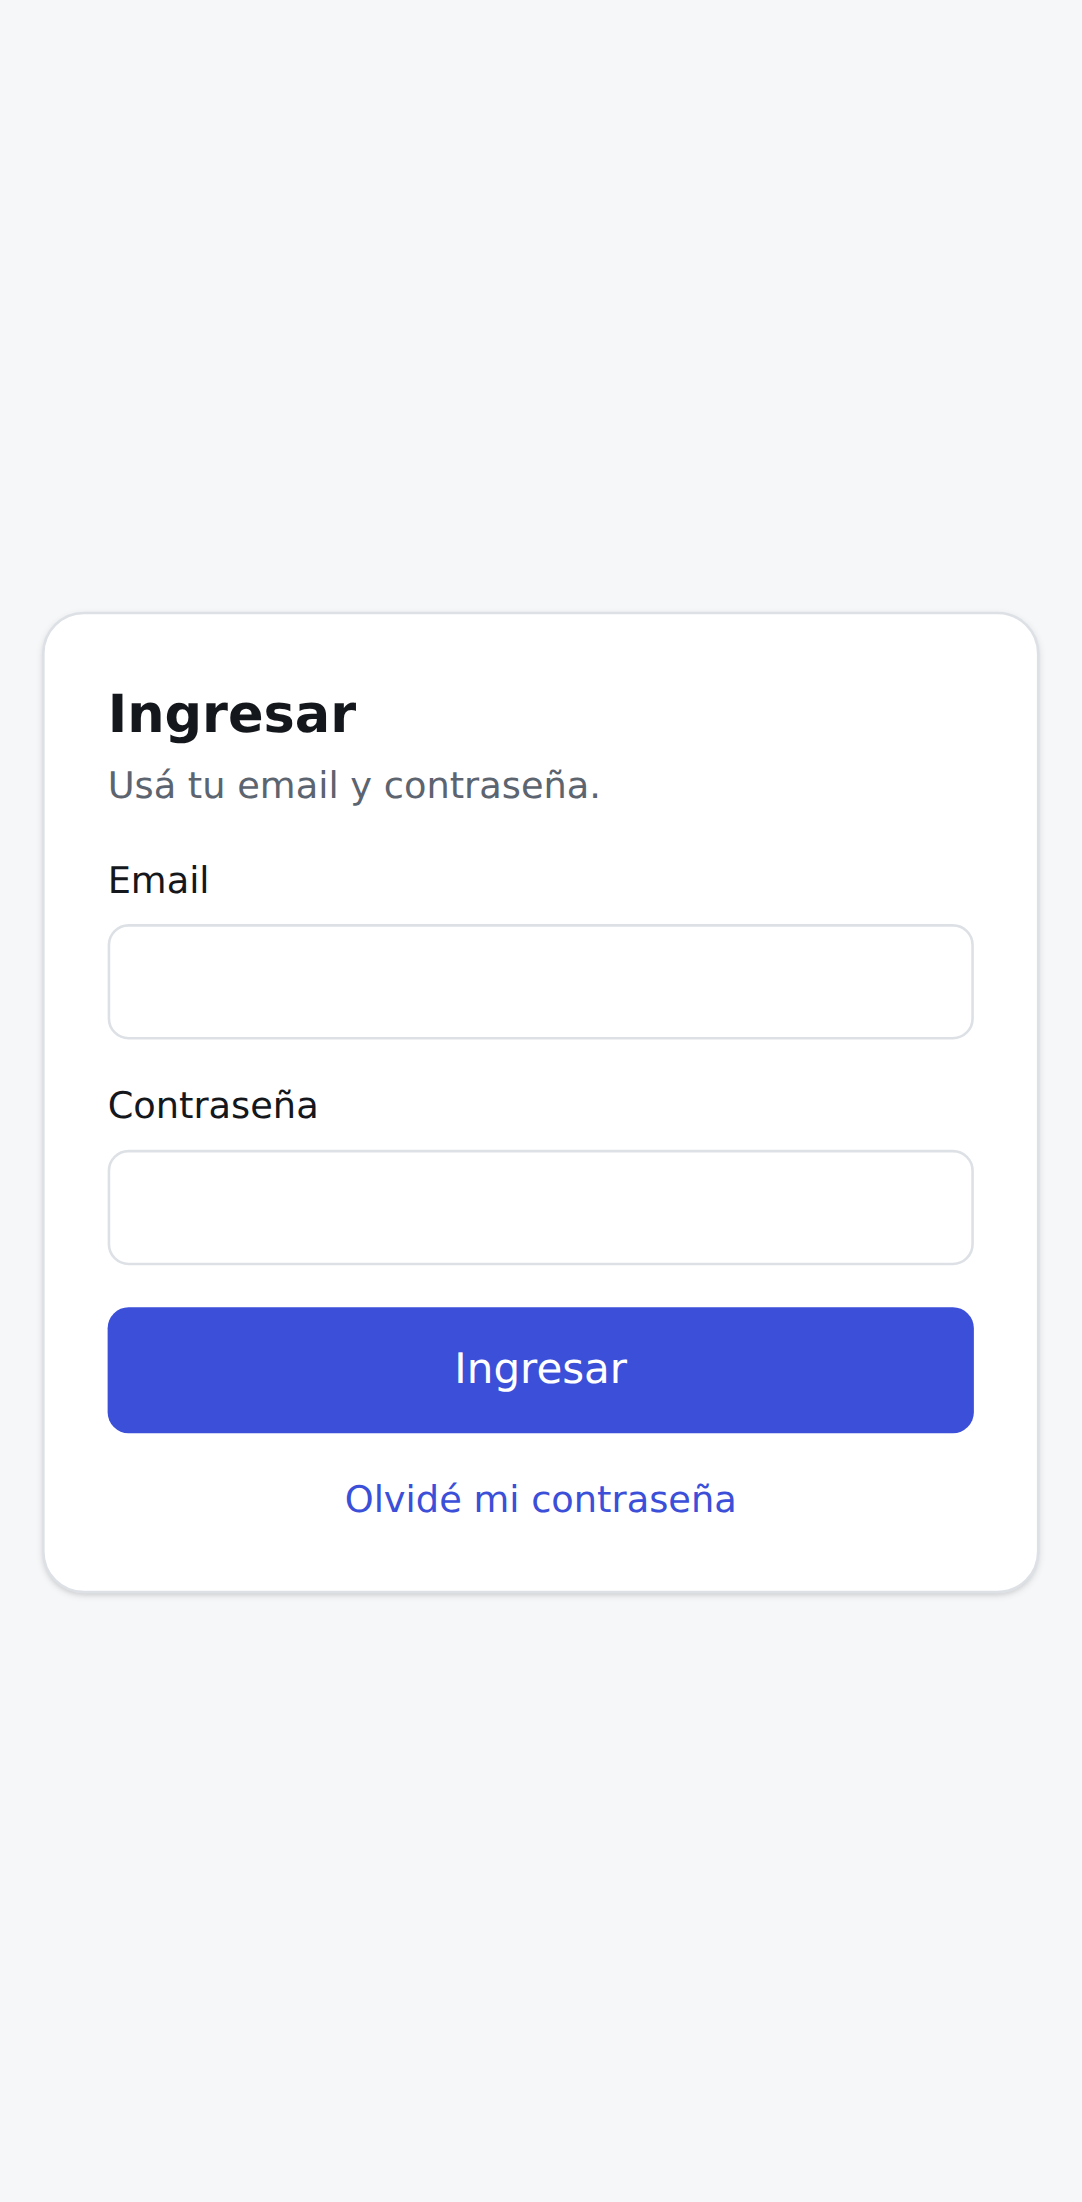 Ingresar
Usá tu email y contraseña.
Email
Contraseña
Ingresar
Olvidé mi contraseña